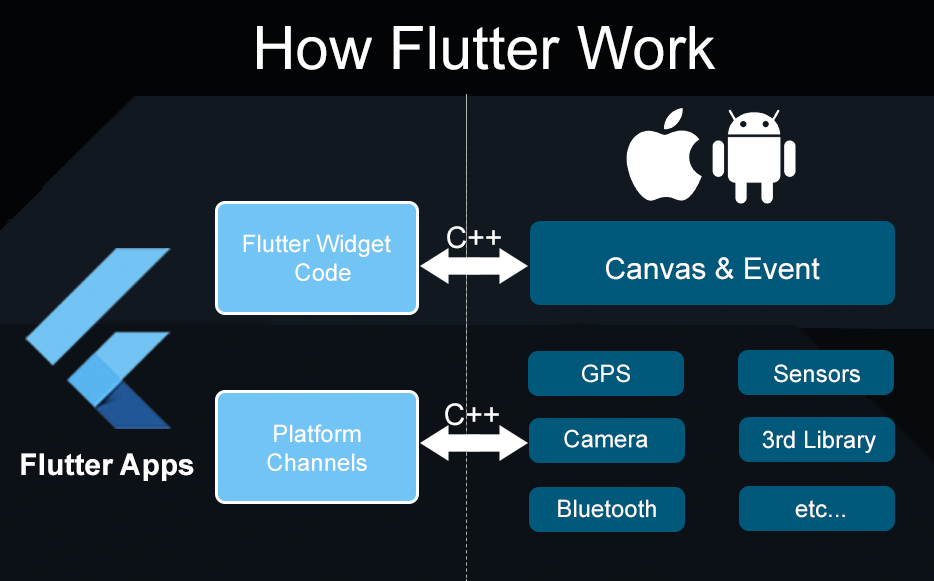 How Flutter Work
Flutter Widget
Code
C++
Canvas & Event
Flutter Apps
Platform
Channels
C++
GPS
Sensors
Camera
3rd Library
Bluetooth
etc...